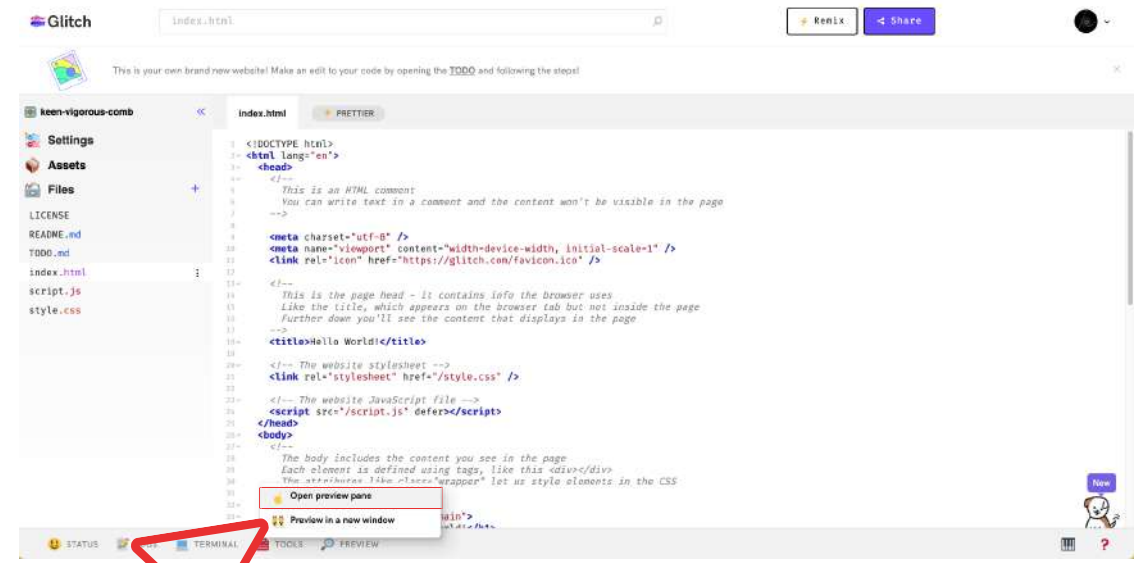 Glitch
index.html
Remix
Share
This is your own brand new website! Make an edit to your code by opening the TODO and following the steps!
keen-vigorous-comb
Settings
Assets
Files
LICENSE
README.md
TODO.md
index.html
script.js
style.css
index.html
PRETTIER
<!DOCTYPE html>
<html lang="en">
<head>
<!--
This is an HTML comment
You can write text in a comment and the content won't be visible in the page
-->
<meta charset="utf-8" />
<meta name="viewport" content="width=device-width, initial-scale=1" />
<link rel="icon" href="https://glitch.com/favicon.ico" />
<!--
This is the page head - it contains info the browser uses
Like the title, which appears on the browser tab but not inside the page
Further down you'll see the content that displays in the page
-->
<title>Hello World!</title>
<!-- The website stylesheet -->
<link rel="stylesheet" href="/style.css" />
<!-- The website JavaScript file -->
<script src="/script.js" defer></script>
</head>
<body>
<!--
The body includes the content you see in the page
Each element is defined using tags, like this <div></div>
The attributes like class="wrapper" let us style elements in the CSS
Open preview pane
Preview in a new window
New
STATUS
TERMINAL
TOOLS
PREVIEW
?